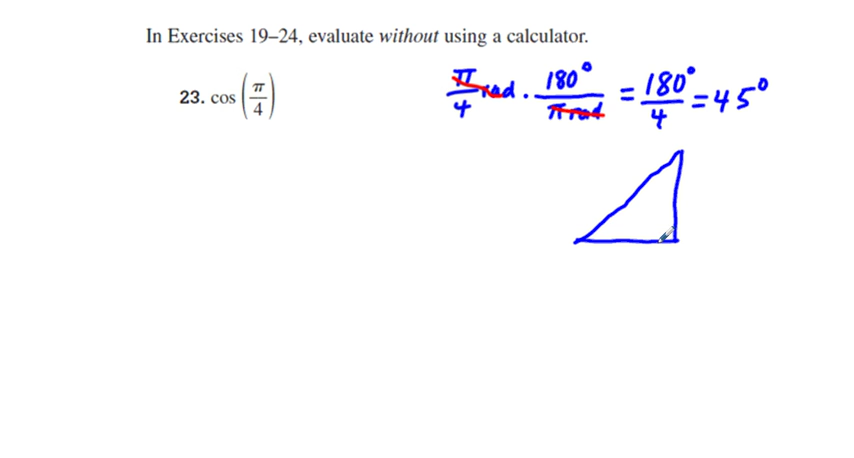 In Exercises 19–24, evaluate without using a calculator.
23. cos (π/4)
π/4 rad · 180°/π rad = 180°/4 = 45°